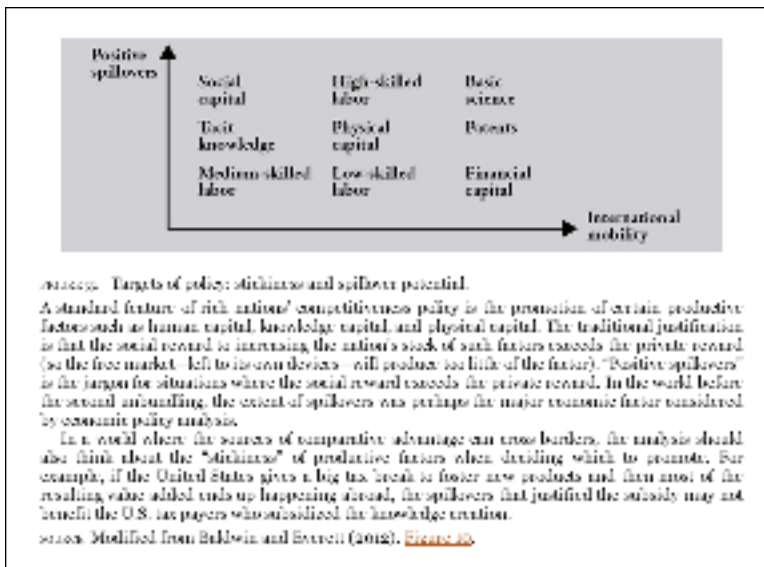 Positive
spillovers
Social capital
High-skilled labor
Basic science
Tacit knowledge
Physical capital
Patents
Medium-skilled labor
Low-skilled labor
Financial capital
International
mobility
Targets of policy: stickiness and spillover potential.
A standard feature of rich nations' competitiveness policy is the promotion of certain productive
factors such as human capital, knowledge capital, and physical capital. The traditional justification
is that the social reward to increasing the nation's stock of such factors exceeds the private reward
(so the free market—left to its own devices—will produce too little of the factor). "Positive spillovers"
is the jargon for situations where the social reward exceeds the private reward. In the world before
the second unbundling, the extent of spillovers was perhaps the major economic factor considered
by economic policy analysis.
In a world where the sources of comparative advantage can cross borders, the analysis should
also think about the "stickiness" of productive factors when deciding which to promote. For
example, if the United States gives a big tax break to foster new products and then most of the
resulting value added ends up happening abroad, the spillovers that justified the subsidy may not
benefit the U.S. tax payers who subsidized the knowledge creation.
SOURCE: Modified from Baldwin and Everett (2012), Figure 10.